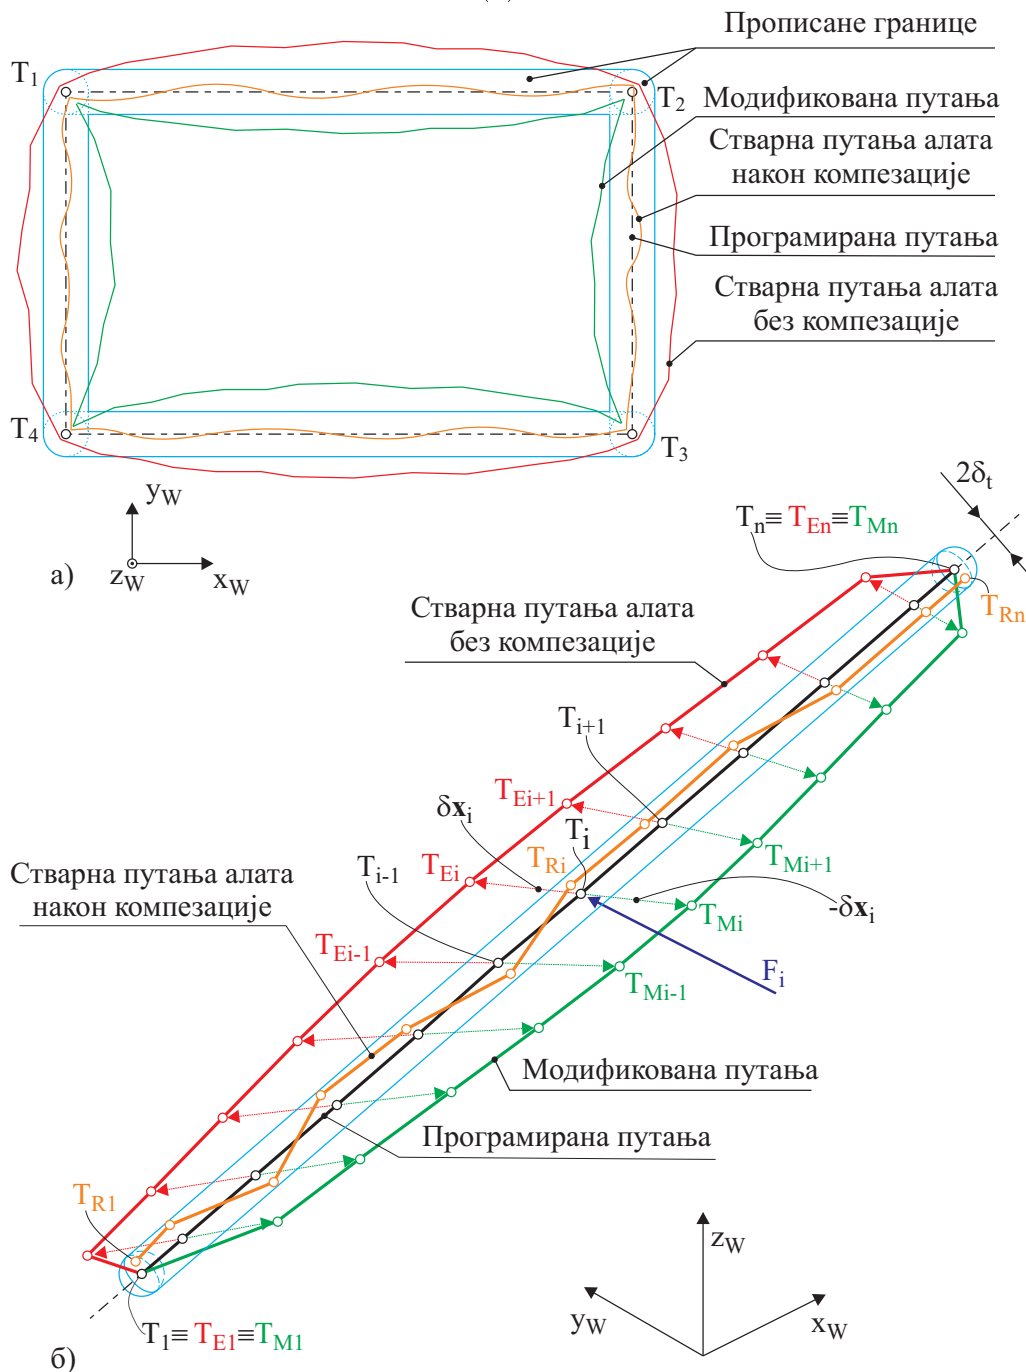 Прописане границе
T1
T2
Модификована путања
Стварна путања алата
након компезације
Програмирана путања
Стварна путања алата
без компезације
T4
T3
yW
zW
xW
а)
2δt
Tn≡ TEn≡TMn
TRn
Стварна путања алата
без компезације
Ti+1
TEi+1
δxi
Ti
TRi
TMi+1
Ti-1
TEi
Стварна путања алата
након компезације
-δxi
TMi
TEi-1
Fi
TMi-1
Модификована путања
Програмирана путања
TR1
zW
yW
xW
T1≡ TE1≡TM1
б)